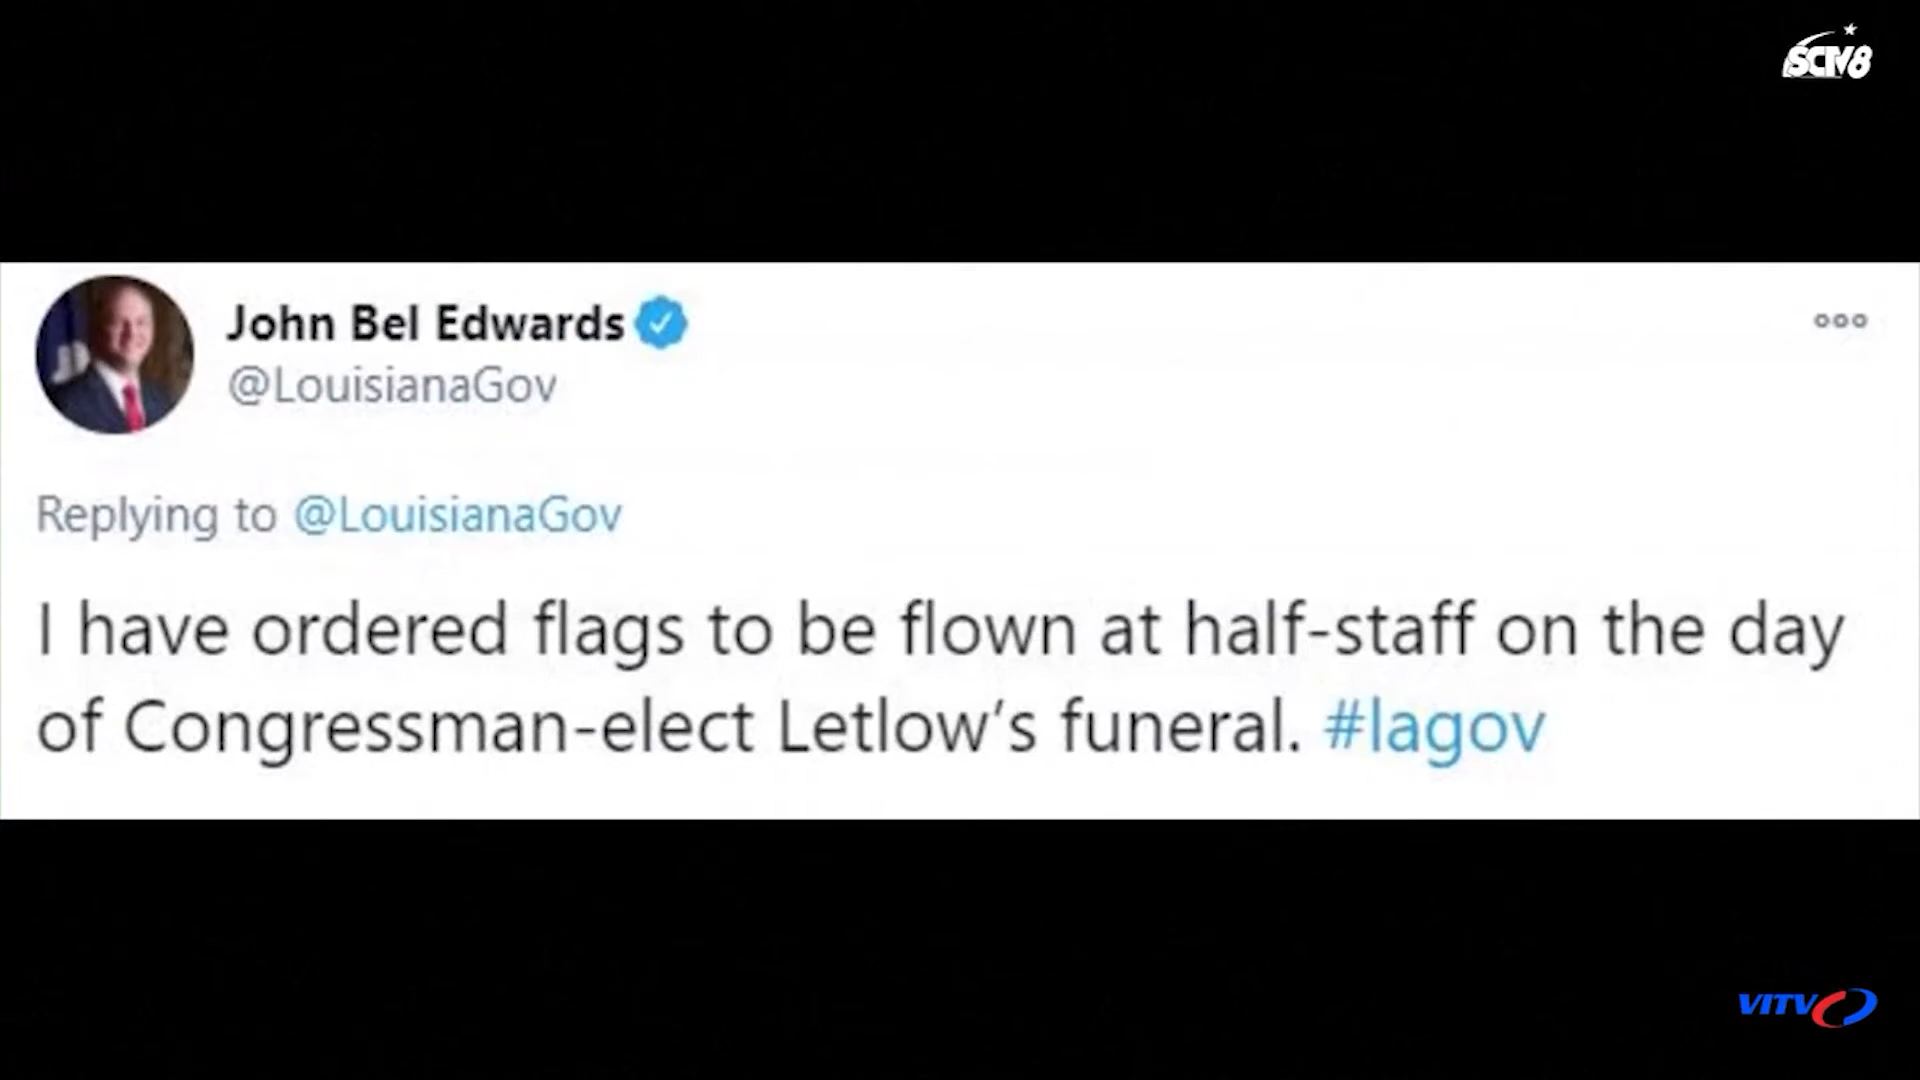 SCTV8
John Bel Edwards
@LouisianaGov
Replying to @LouisianaGov
I have ordered flags to be flown at half-staff on the day
of Congressman-elect Letlow’s funeral. #lagov
VITV